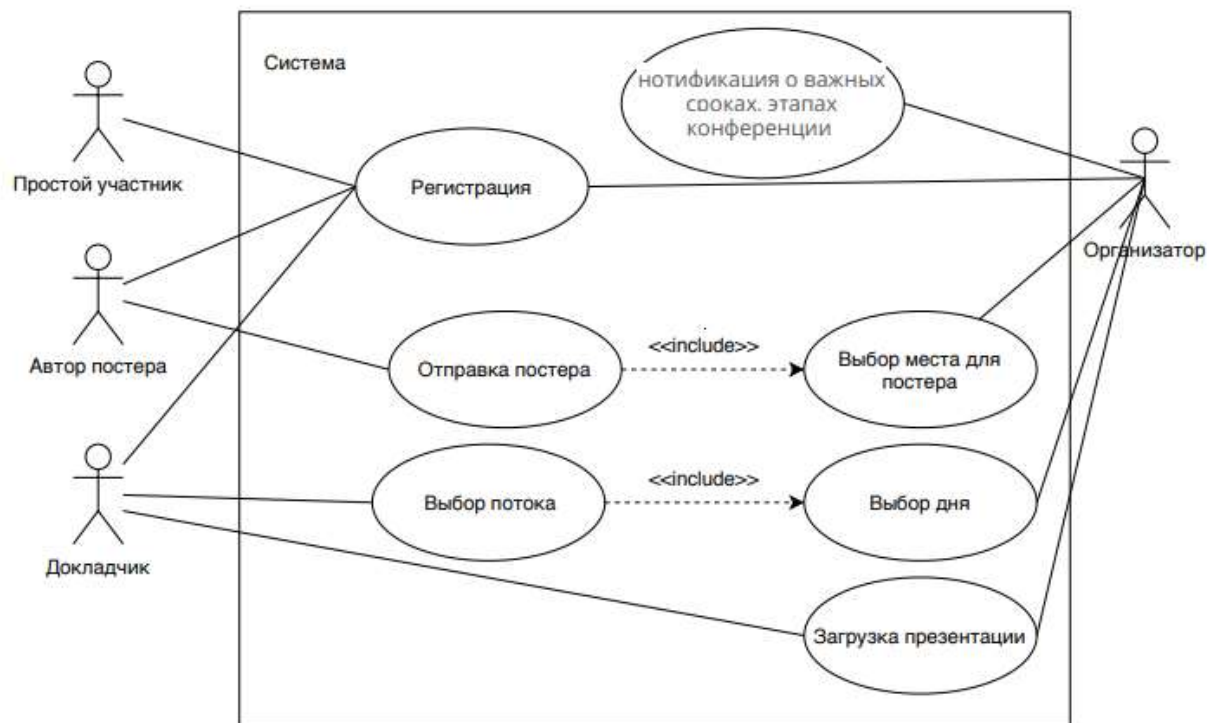 Система
нотификация о важных
сроках, этапах
конференции
Простой участник
Регистрация
Организатор
Автор постера
Отправка постера
<<include>>
Выбор места для
постера
Докладчик
Выбор потока
<<include>>
Выбор дня
Загрузка презентации